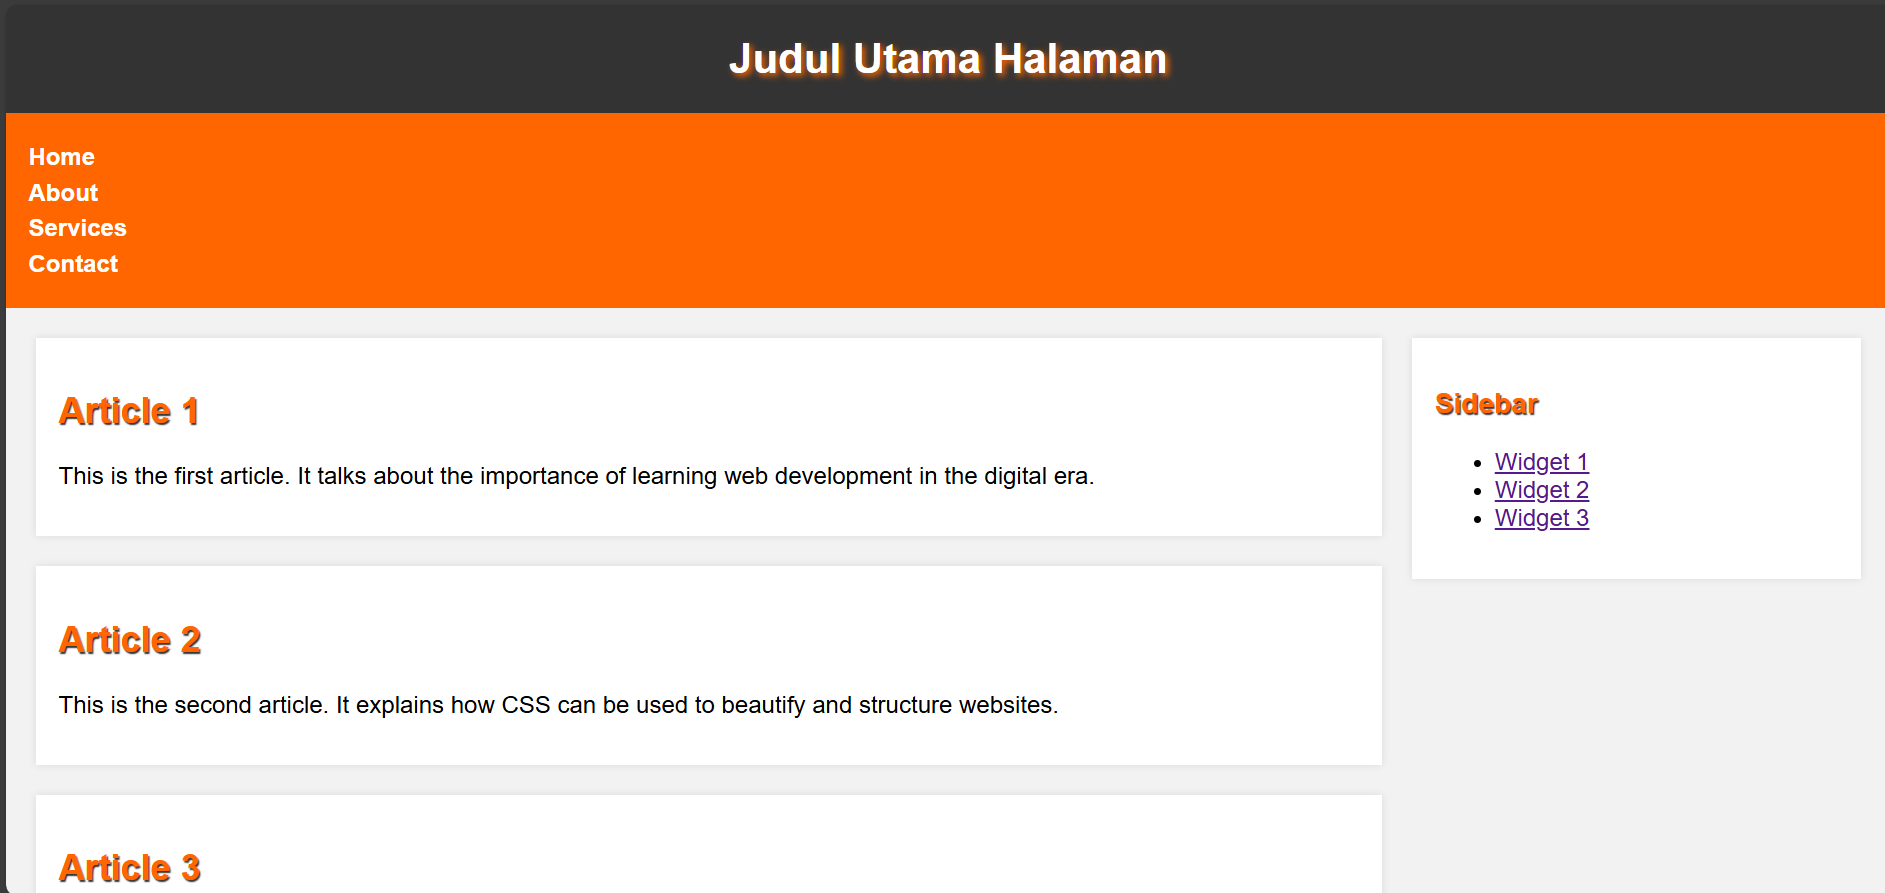 Judul Utama Halaman
Home
About
Services
Contact
Article 1
This is the first article. It talks about the importance of learning web development in the digital era.
Article 2
This is the second article. It explains how CSS can be used to beautify and structure websites.
Article 3
Sidebar
Widget 1
Widget 2
Widget 3